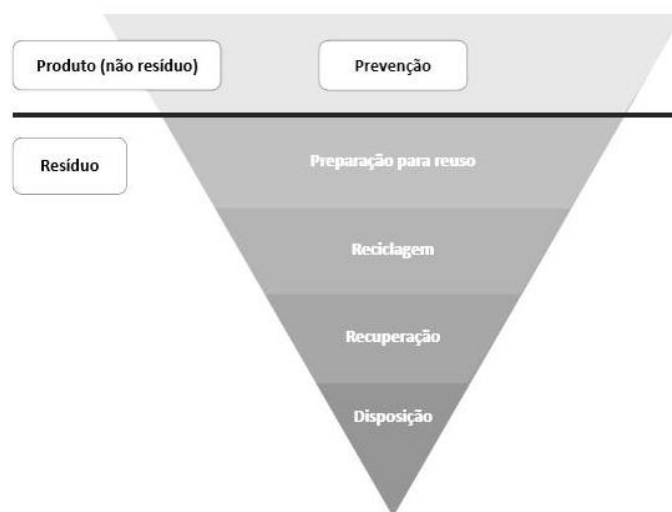 Produto (não resíduo)
Prevenção
Resíduo
Preparação para reuso
Reciclagem
Recuperação
Disposição